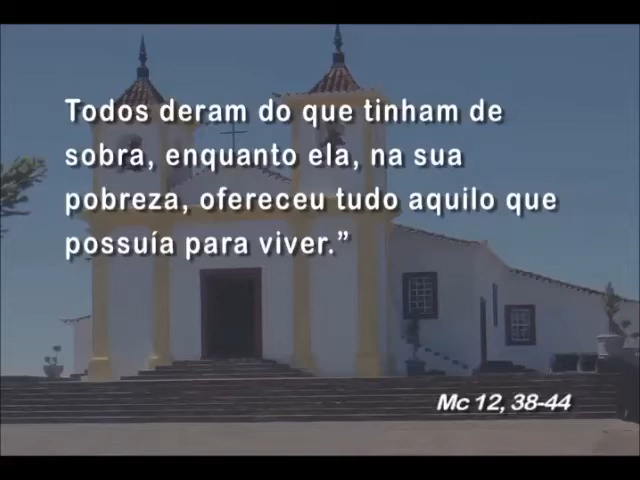 Todos deram do que tinham de
sobra, enquanto ela, na sua
pobreza, ofereceu tudo aquilo que
possuía para viver.”
Mc 12, 38-44